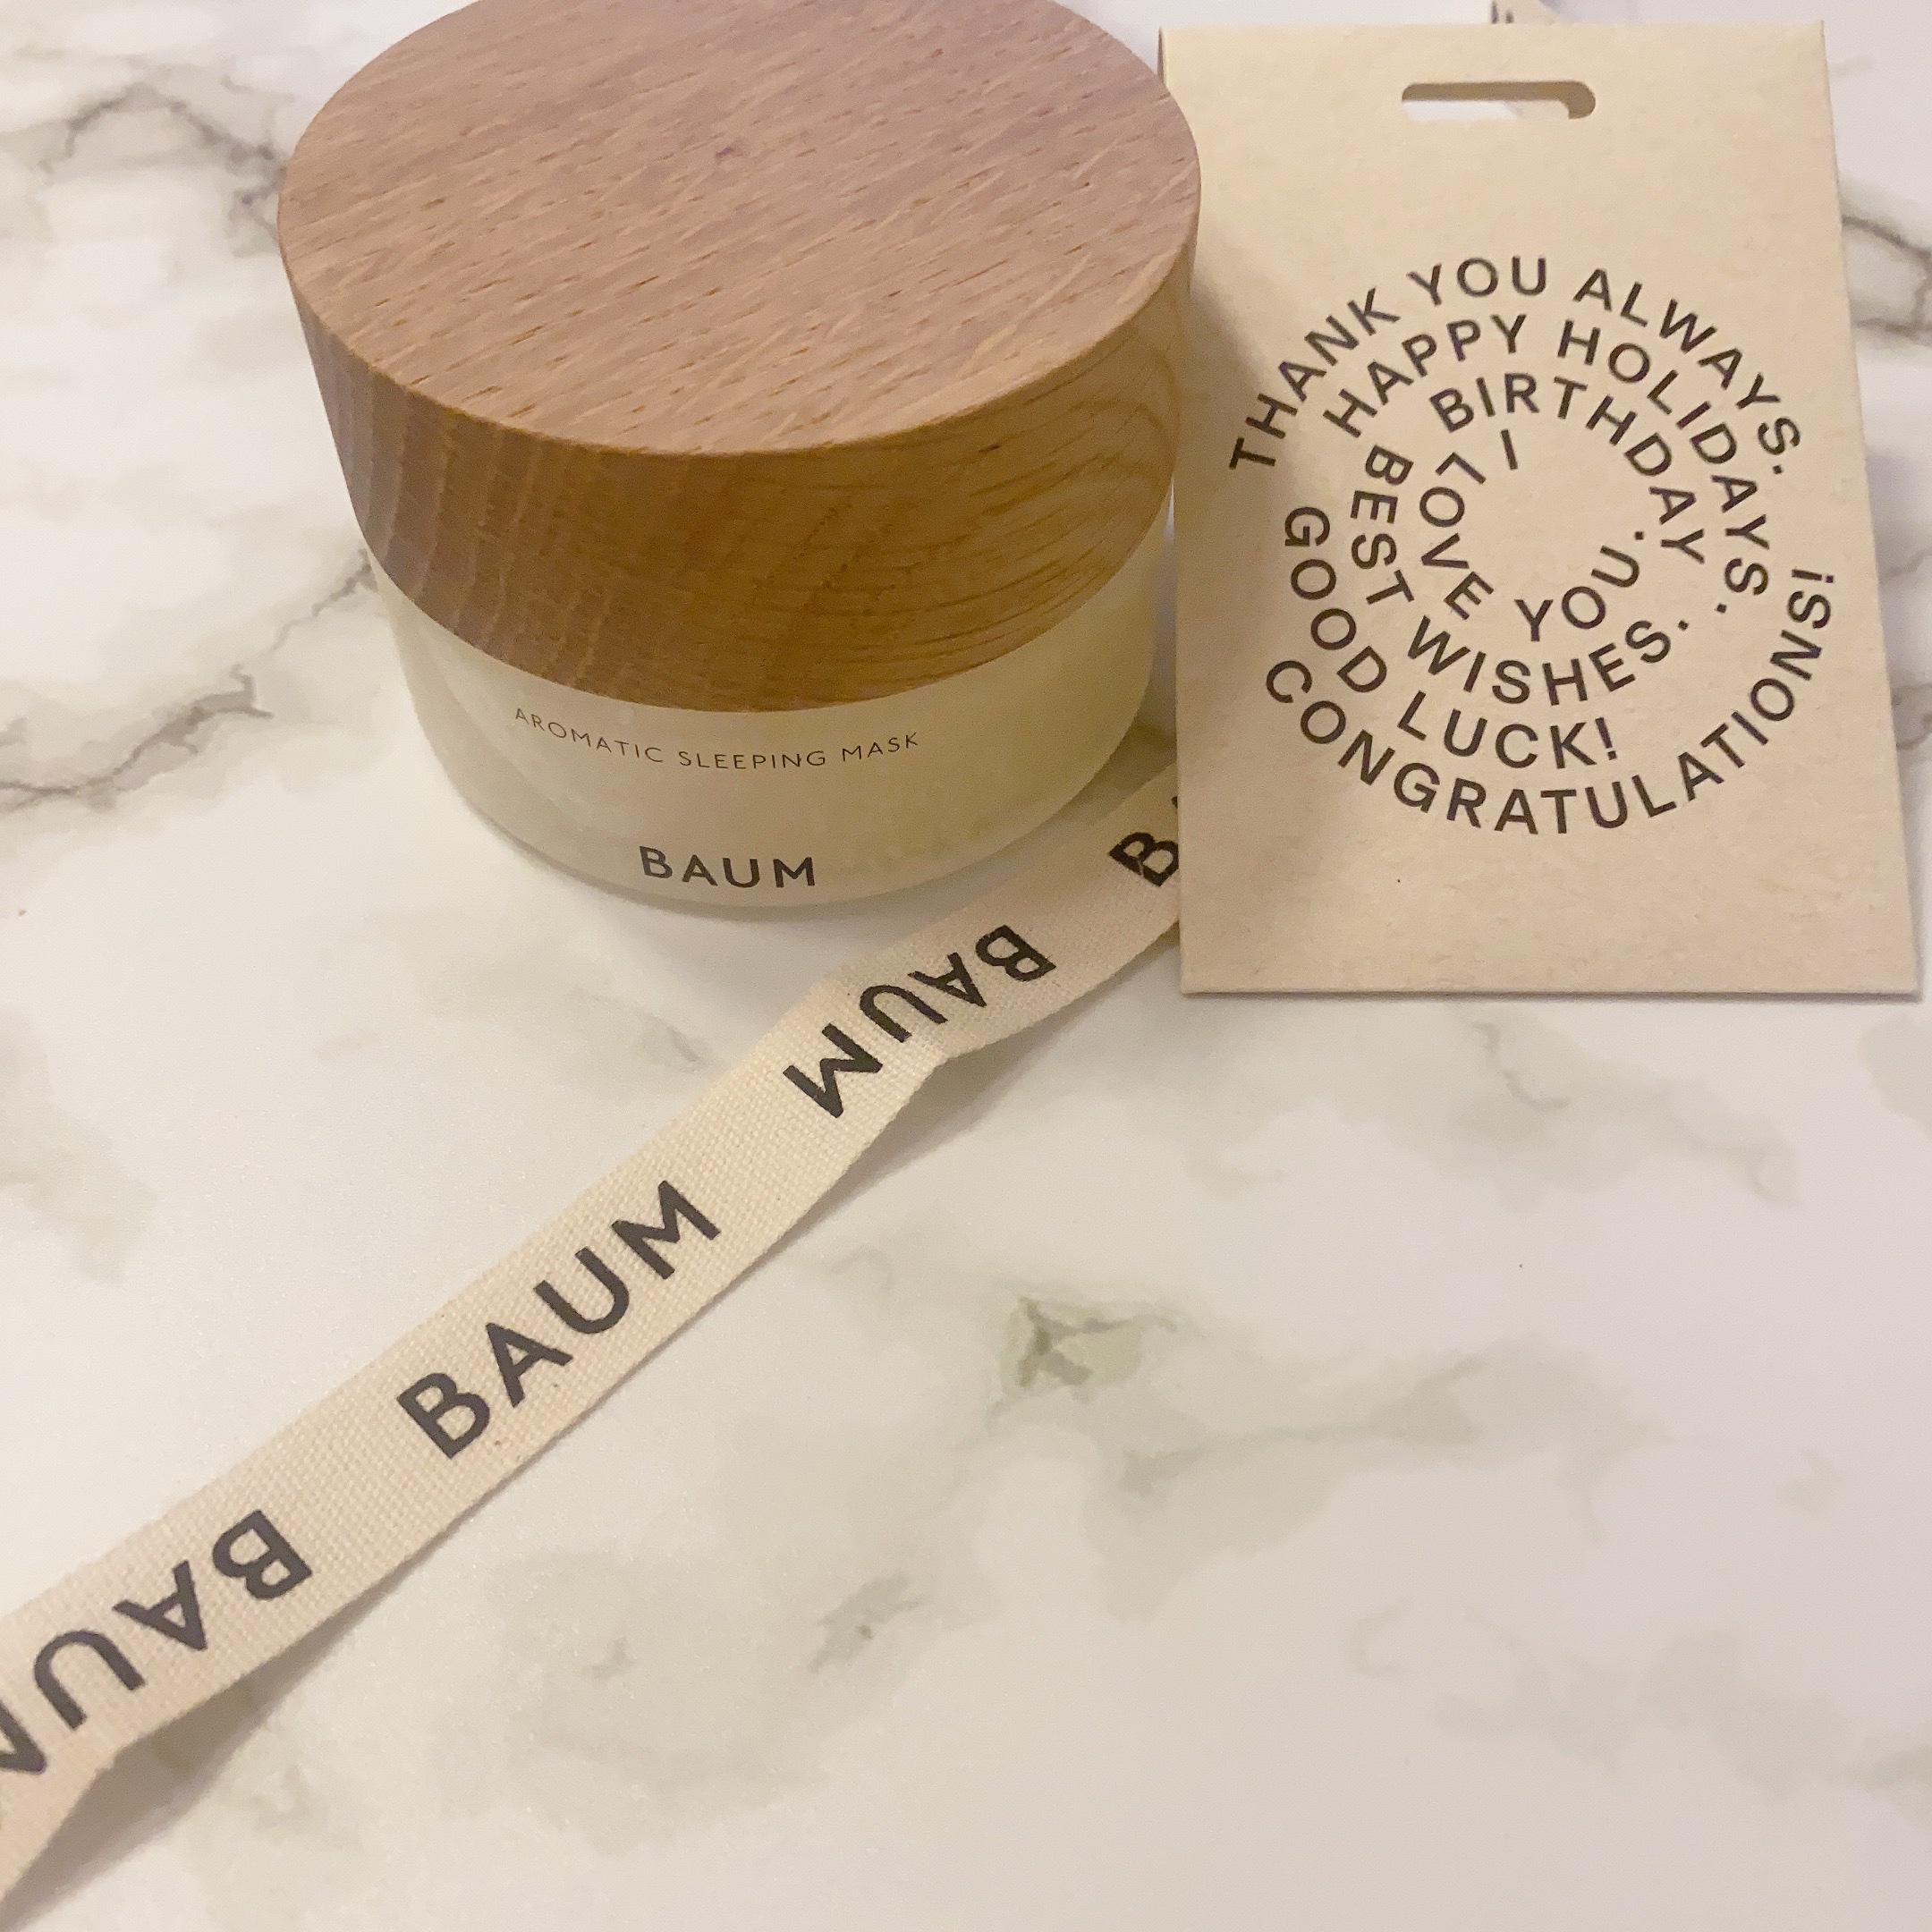 AROMATIC SLEEPING MASK
BAUM
THANK YOU ALWAYS.
HAPPY HOLIDAYS.
BIRTHDAY
I LOVE YOU.
BEST WISHES.
GOOD LUCK!
CONGRATULATIONS!
BAUM
BAUM
BAUM